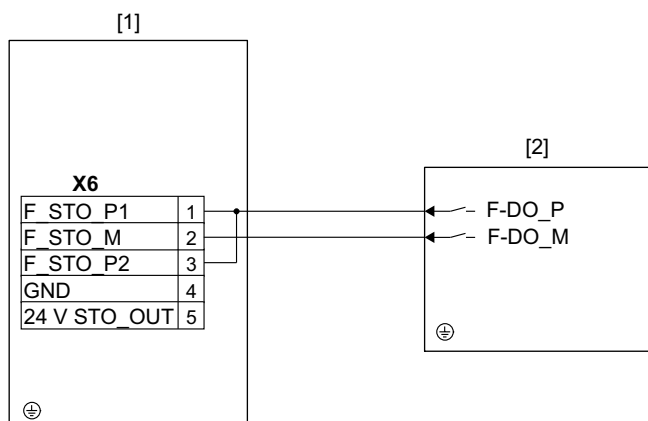 [1]
[2]
X6
F_STO_P1 1
F_STO_M 2
F_STO_P2 3
GND 4
24 V STO_OUT 5
F-DO_P
F-DO_M